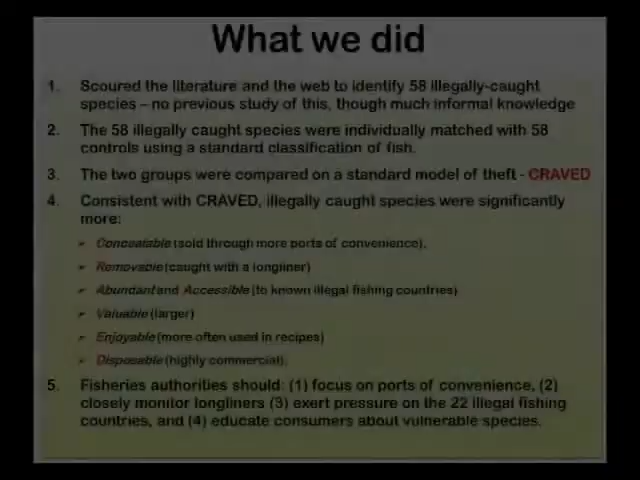 What we did
1. Scoured the literature and the web to identify 58 illegally-caught
species – no previous study of this, though much informal knowledge
2. The 58 illegally caught species were individually matched with 58
controls using a standard classification of fish.
3. The two groups were compared on a standard model of theft - CRAVED
4. Consistent with CRAVED, illegally caught species were significantly
more:
➢ Concealable (sold through more ports of convenience),
➢ Removable (caught with a longliner)
➢ Abundant and Accessible (to known illegal fishing countries)
➢ Valuable (larger)
➢ Enjoyable (more often used in recipes)
➢ Disposable (highly commercial).
5. Fisheries authorities should: (1) focus on ports of convenience, (2)
closely monitor longliners (3) exert pressure on the 22 illegal fishing
countries, and (4) educate consumers about vulnerable species.